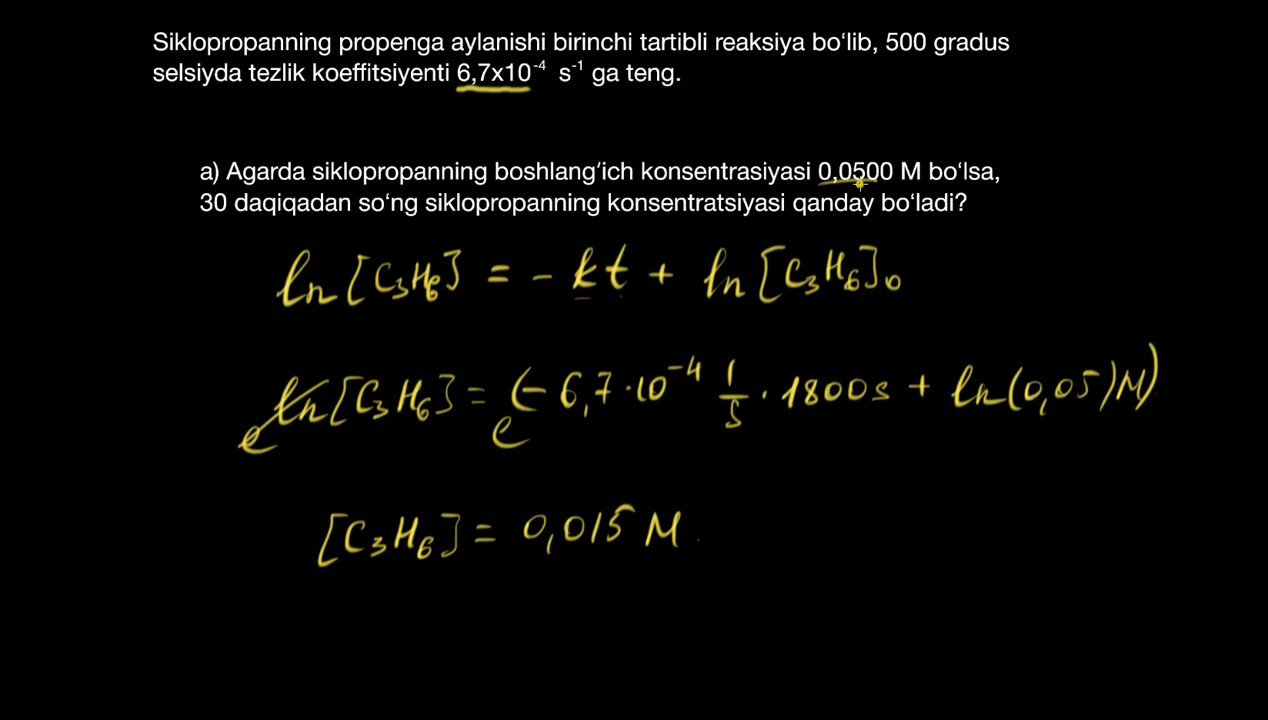 Siklopropanning propenga aylanishi birinchi tartibli reaksiya bo‘lib, 500 gradus
selsiyda tezlik koeffitsiyenti 6,7x10⁻⁴ s⁻¹ ga teng.
a) Agarda siklopropanning boshlang‘ich konsentrasiyasi 0,0500 M bo‘lsa,
30 daqiqadan so‘ng siklopropanning konsentratsiyasi qanday bo‘ladi?
ln [C₃H₆] = - kt + ln [C₃H₆]₀
e ln [C₃H₆] = e (- 6,7 · 10⁻⁴ 1/s · 1800s + ln (0,05) M)
[C₃H₆] = 0,015 M